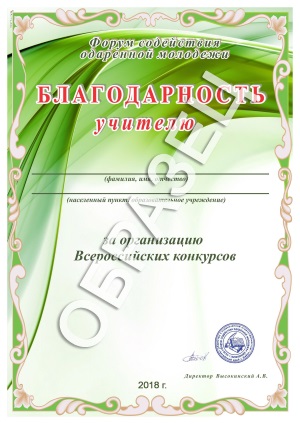 Форум содействия
одарённой молодежи
БЛАГОДАРНОСТЬ
учителю
(фамилия, имя, отчество)
(населенный пункт, образовательное учреждение)
за организацию
Всероссийских конкурсов
ОБРАЗЕЦ
Директор Высокинский А.В.
2018 г.